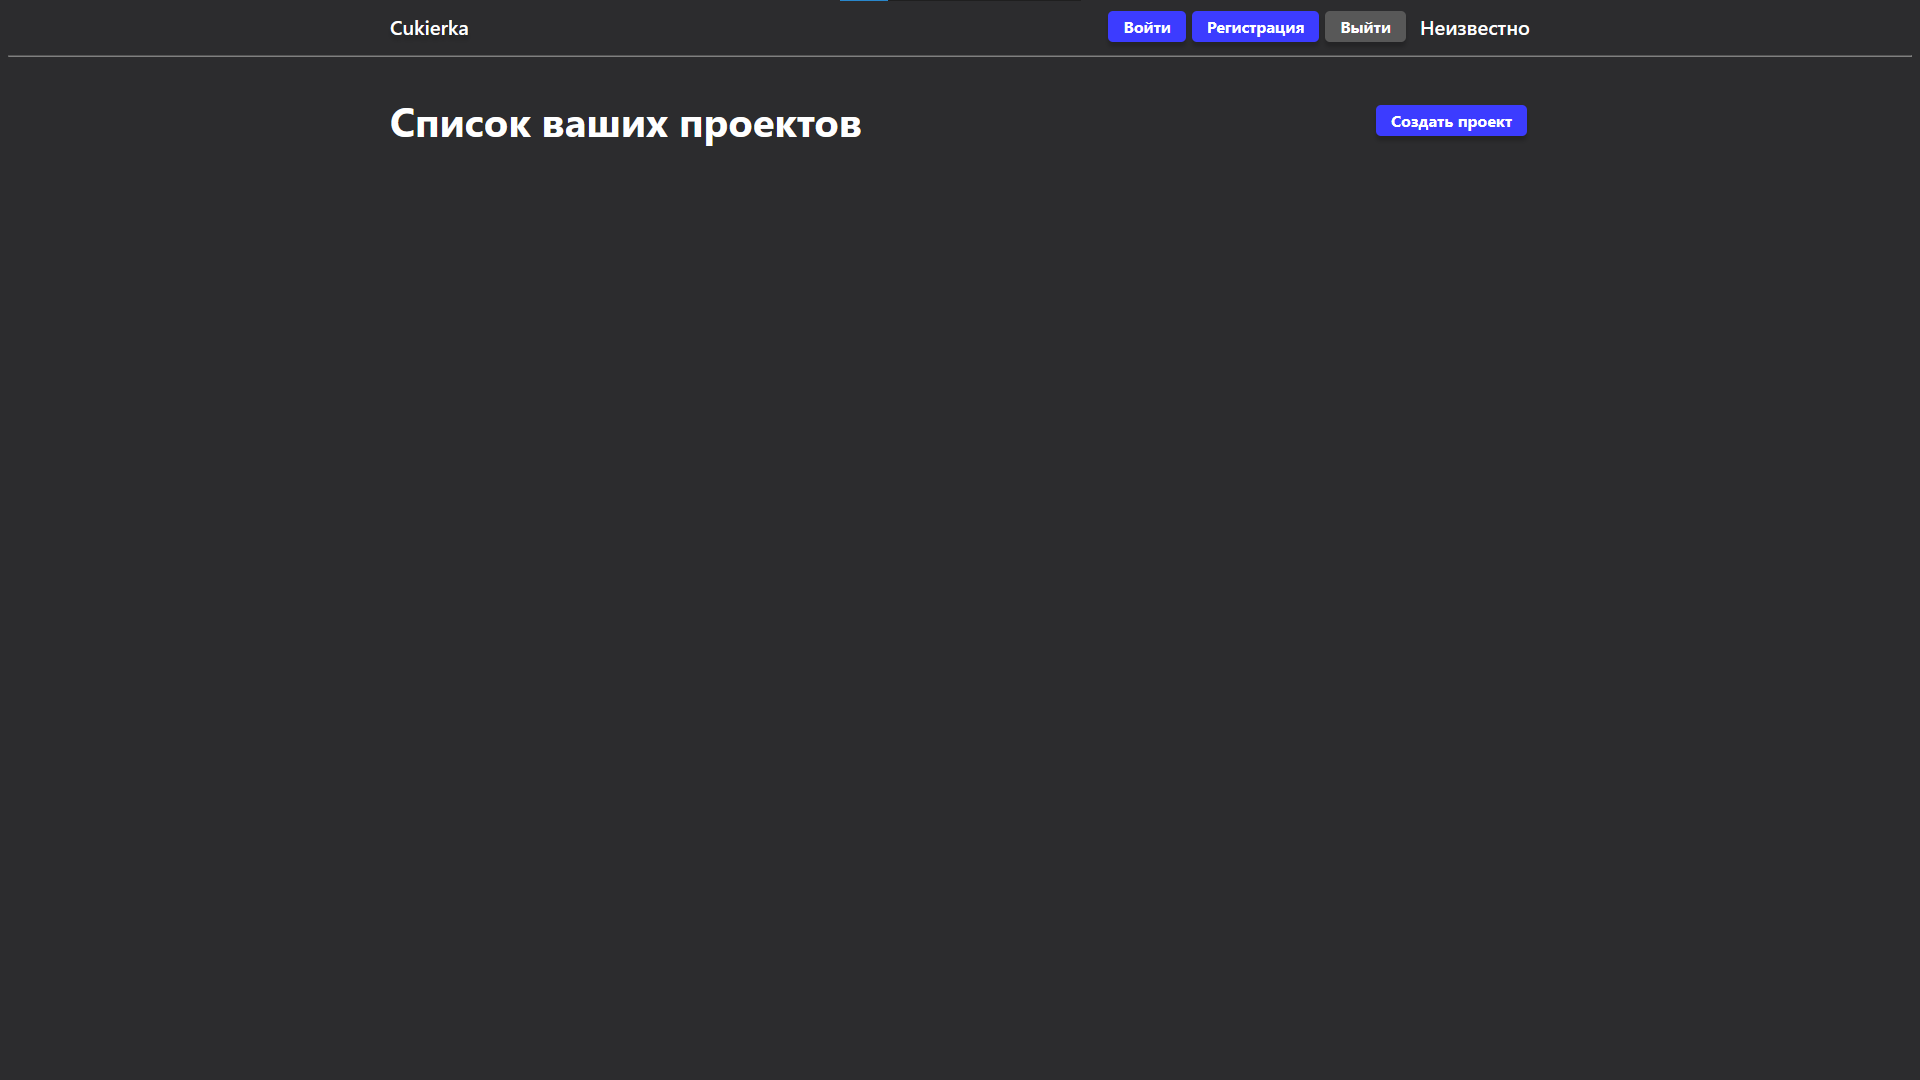 Cukierka
Войти Регистрация Выйти Неизвестно
Список ваших проектов
Создать проект